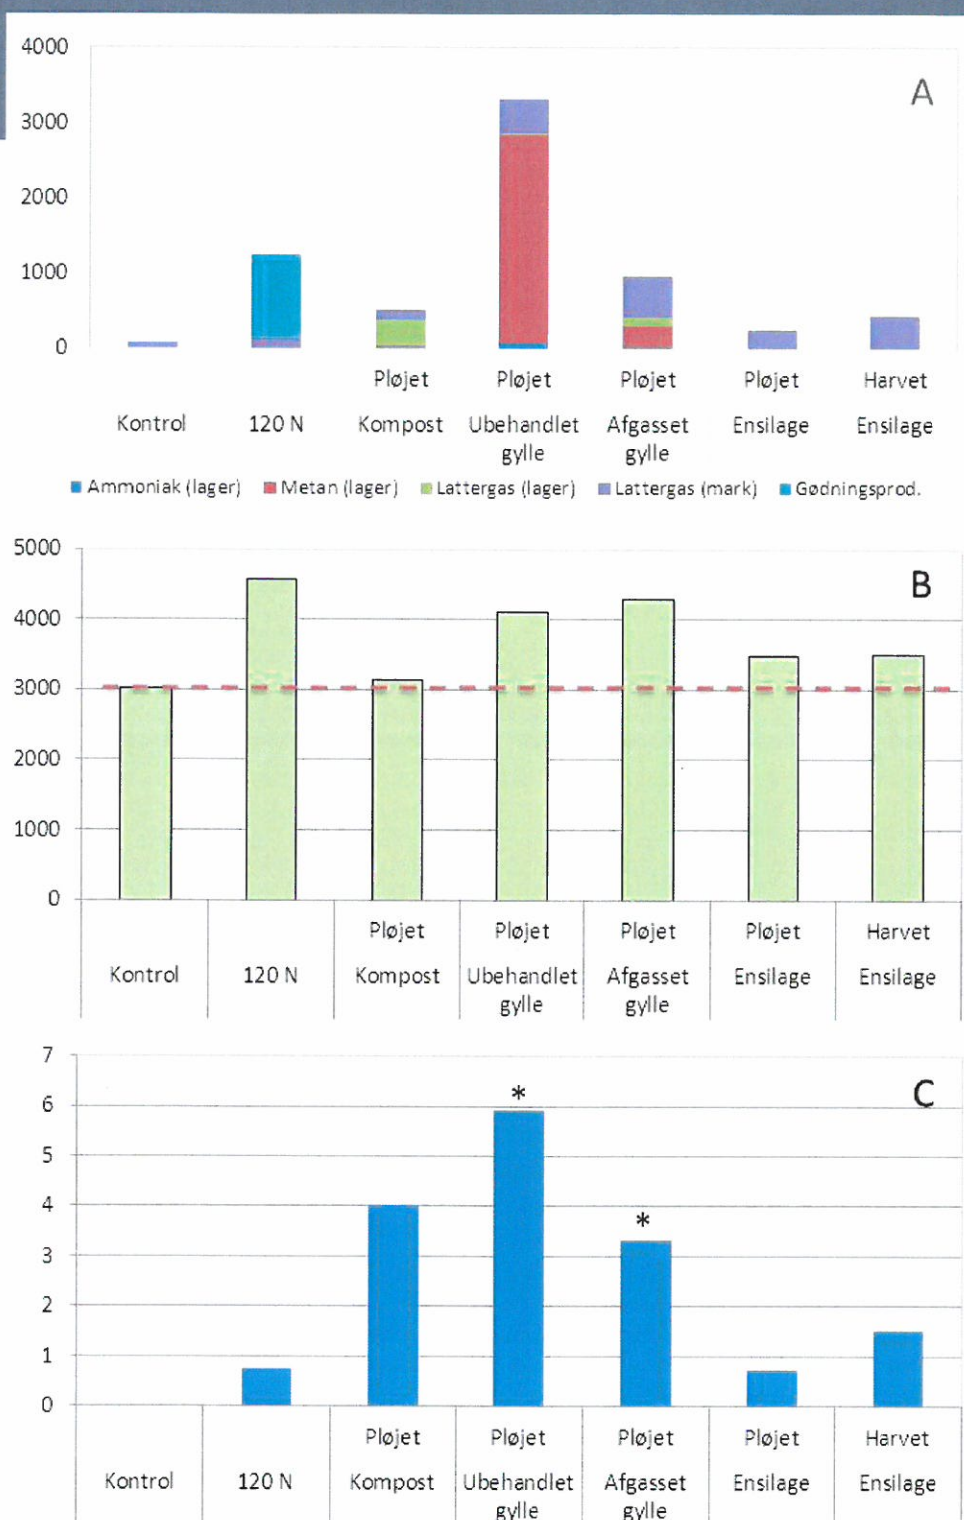 4000
3000
2000
1000
0
A
Pløjet Pløjet Pløjet Pløjet Harvet
Kontrol 120 N Kompost Ubehandlet Afgasset Ensilage Ensilage
gylle gylle
Ammoniak (lager) Metan (lager) Lattergas (lager) Lattergas (mark) Gødningsprod.
5000
4000
3000
2000
1000
0
B
Pløjet Pløjet Pløjet Pløjet Harvet
Kontrol 120 N Kompost Ubehandlet Afgasset Ensilage Ensilage
gylle gylle
7
6
5
4
3
2
1
0
C
* *
Pløjet Pløjet Pløjet Pløjet Harvet
Kontrol 120 N Kompost Ubehandlet Afgasset Ensilage Ensilage
gylle gylle